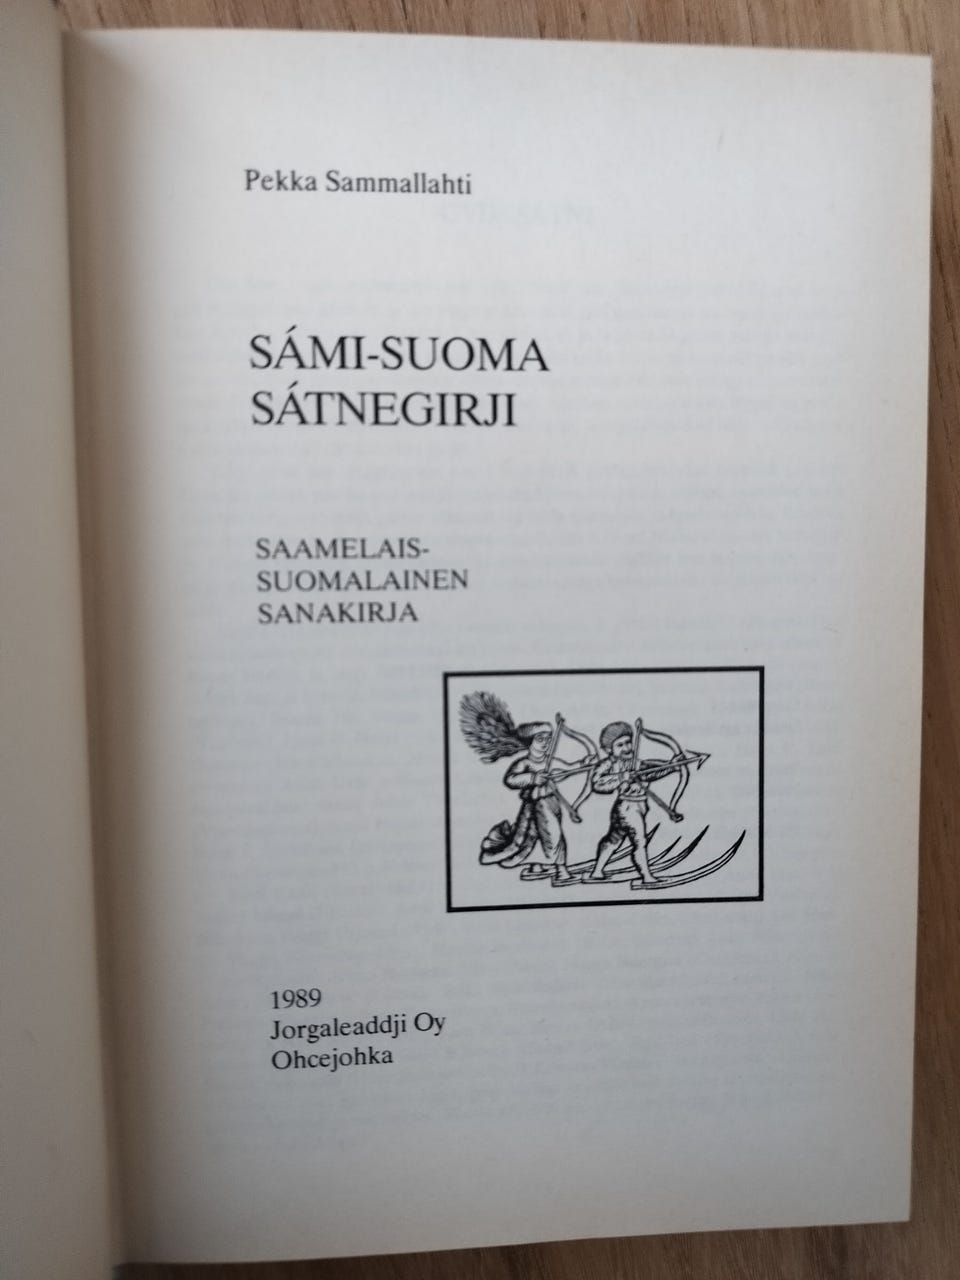 Pekka Sammallahti
SÁMI-SUOMA
SÁTNEGIRJI
SAAMELAIS-
SUOMALAINEN
SANAKIRJA
1989
Jorgaleaddji Oy
Ohcejohka